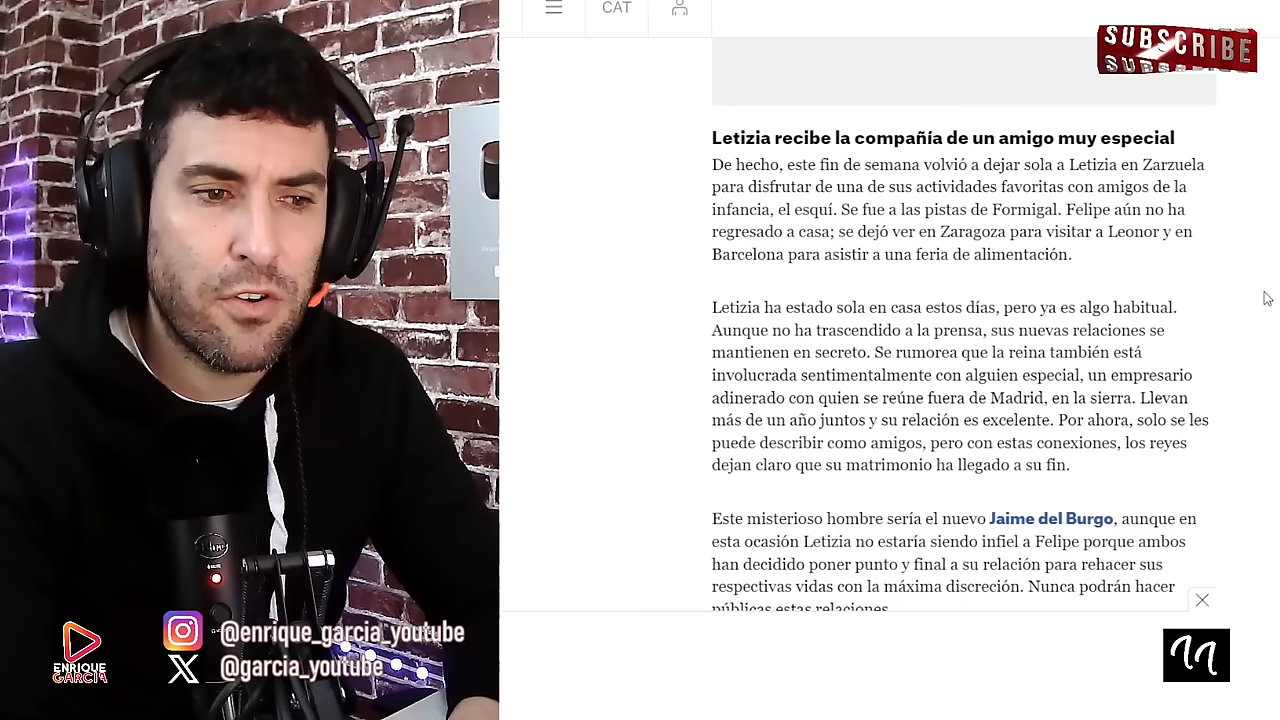 CAT
SUBSCRIBE
Letizia recibe la compañía de un amigo muy especial
De hecho, este fin de semana volvió a dejar sola a Letizia en Zarzuela
para disfrutar de una de sus actividades favoritas con amigos de la
infancia, el esquí. Se fue a las pistas de Formigal. Felipe aún no ha
regresado a casa; se dejó ver en Zaragoza para visitar a Leonor y en
Barcelona para asistir a una feria de alimentación.
Letizia ha estado sola en casa estos días, pero ya es algo habitual.
Aunque no ha trascendido a la prensa, sus nuevas relaciones se
mantienen en secreto. Se rumorea que la reina también está
involucrada sentimentalmente con alguien especial, un empresario
adinerado con quien se reúne fuera de Madrid, en la sierra. Llevan
más de un año juntos y su relación es excelente. Por ahora, solo se les
puede describir como amigos, pero con estas conexiones, los reyes
dejan claro que su matrimonio ha llegado a su fin.
Este misterioso hombre sería el nuevo Jaime del Burgo, aunque en
esta ocasión Letizia no estaría siendo infiel a Felipe porque ambos
han decidido poner punto y final a su relación para rehacer sus
respectivas vidas con la máxima discreción. Nunca podrán hacer
públicas estas relaciones.
Blue
@enrique_garcia_youtube
@garcia_youtube
ENRIQUE
GARCIA